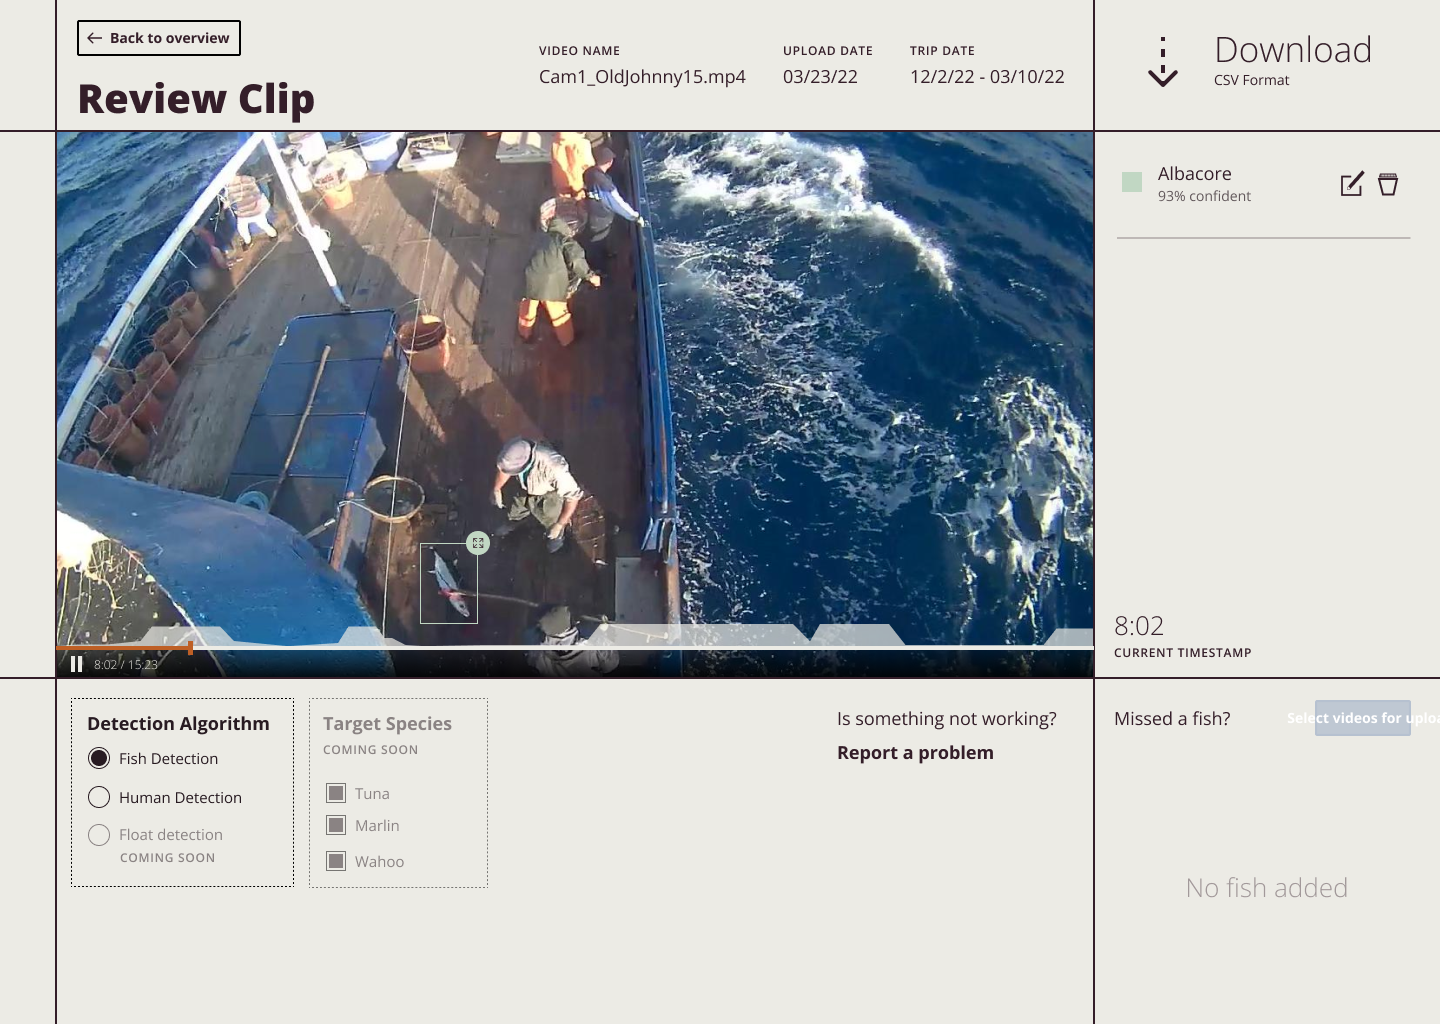 Back to overview
Review Clip
VIDEO NAME
Cam1_OldJohnny15.mp4
UPLOAD DATE
03/23/22
TRIP DATE
12/2/22 - 03/10/22
Download
CSV Format
Albacore
93% confident
8:02 / 15:23
8:02
CURRENT TIMESTAMP
Detection Algorithm
Fish Detection
Human Detection
Float detection
COMING SOON
Target Species
COMING SOON
Tuna
Marlin
Wahoo
Is something not working?
Report a problem
Missed a fish?
Select videos for uploa
No fish added